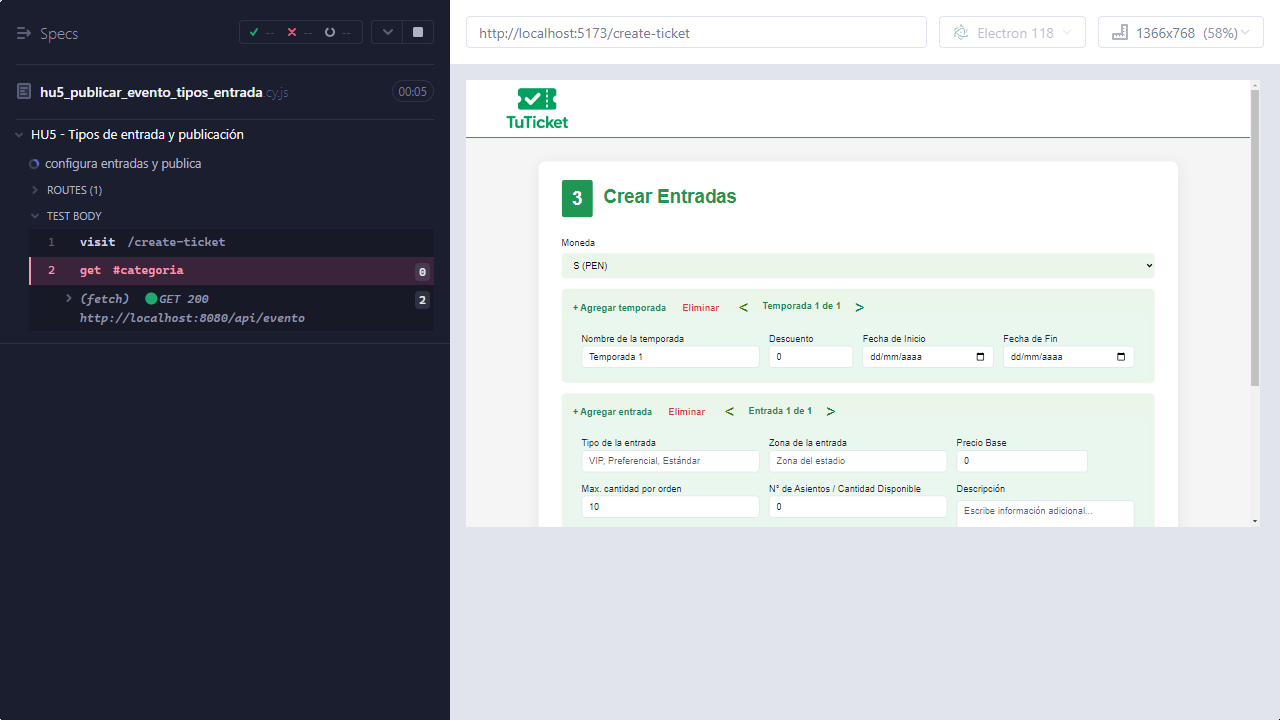 Specs
-- -- --
hu5_publicar_evento_tipos_entrada.cy.js 00:05
HU5 - Tipos de entrada y publicación
configura entradas y publica
ROUTES (1)
TEST BODY
1 visit /create-ticket
2 get #categoria 0
(fetch) GET 200 2
http://localhost:8080/api/evento
http://localhost:5173/create-ticket
Electron 118
1366x768 (58%)
TuTicket
3 Crear Entradas
Moneda
S (PEN)
+ Agregar temporada Eliminar < Temporada 1 de 1 >
Nombre de la temporada Descuento Fecha de Inicio Fecha de Fin
Temporada 1 0 dd/mm/aaaa dd/mm/aaaa
+ Agregar entrada Eliminar < Entrada 1 de 1 >
Tipo de la entrada Zona de la entrada Precio Base
VIP, Preferencial, Estándar Zona del estadio 0
Max. cantidad por orden N° de Asientos / Cantidad Disponible Descripción
10 0 Escribe información adicional...